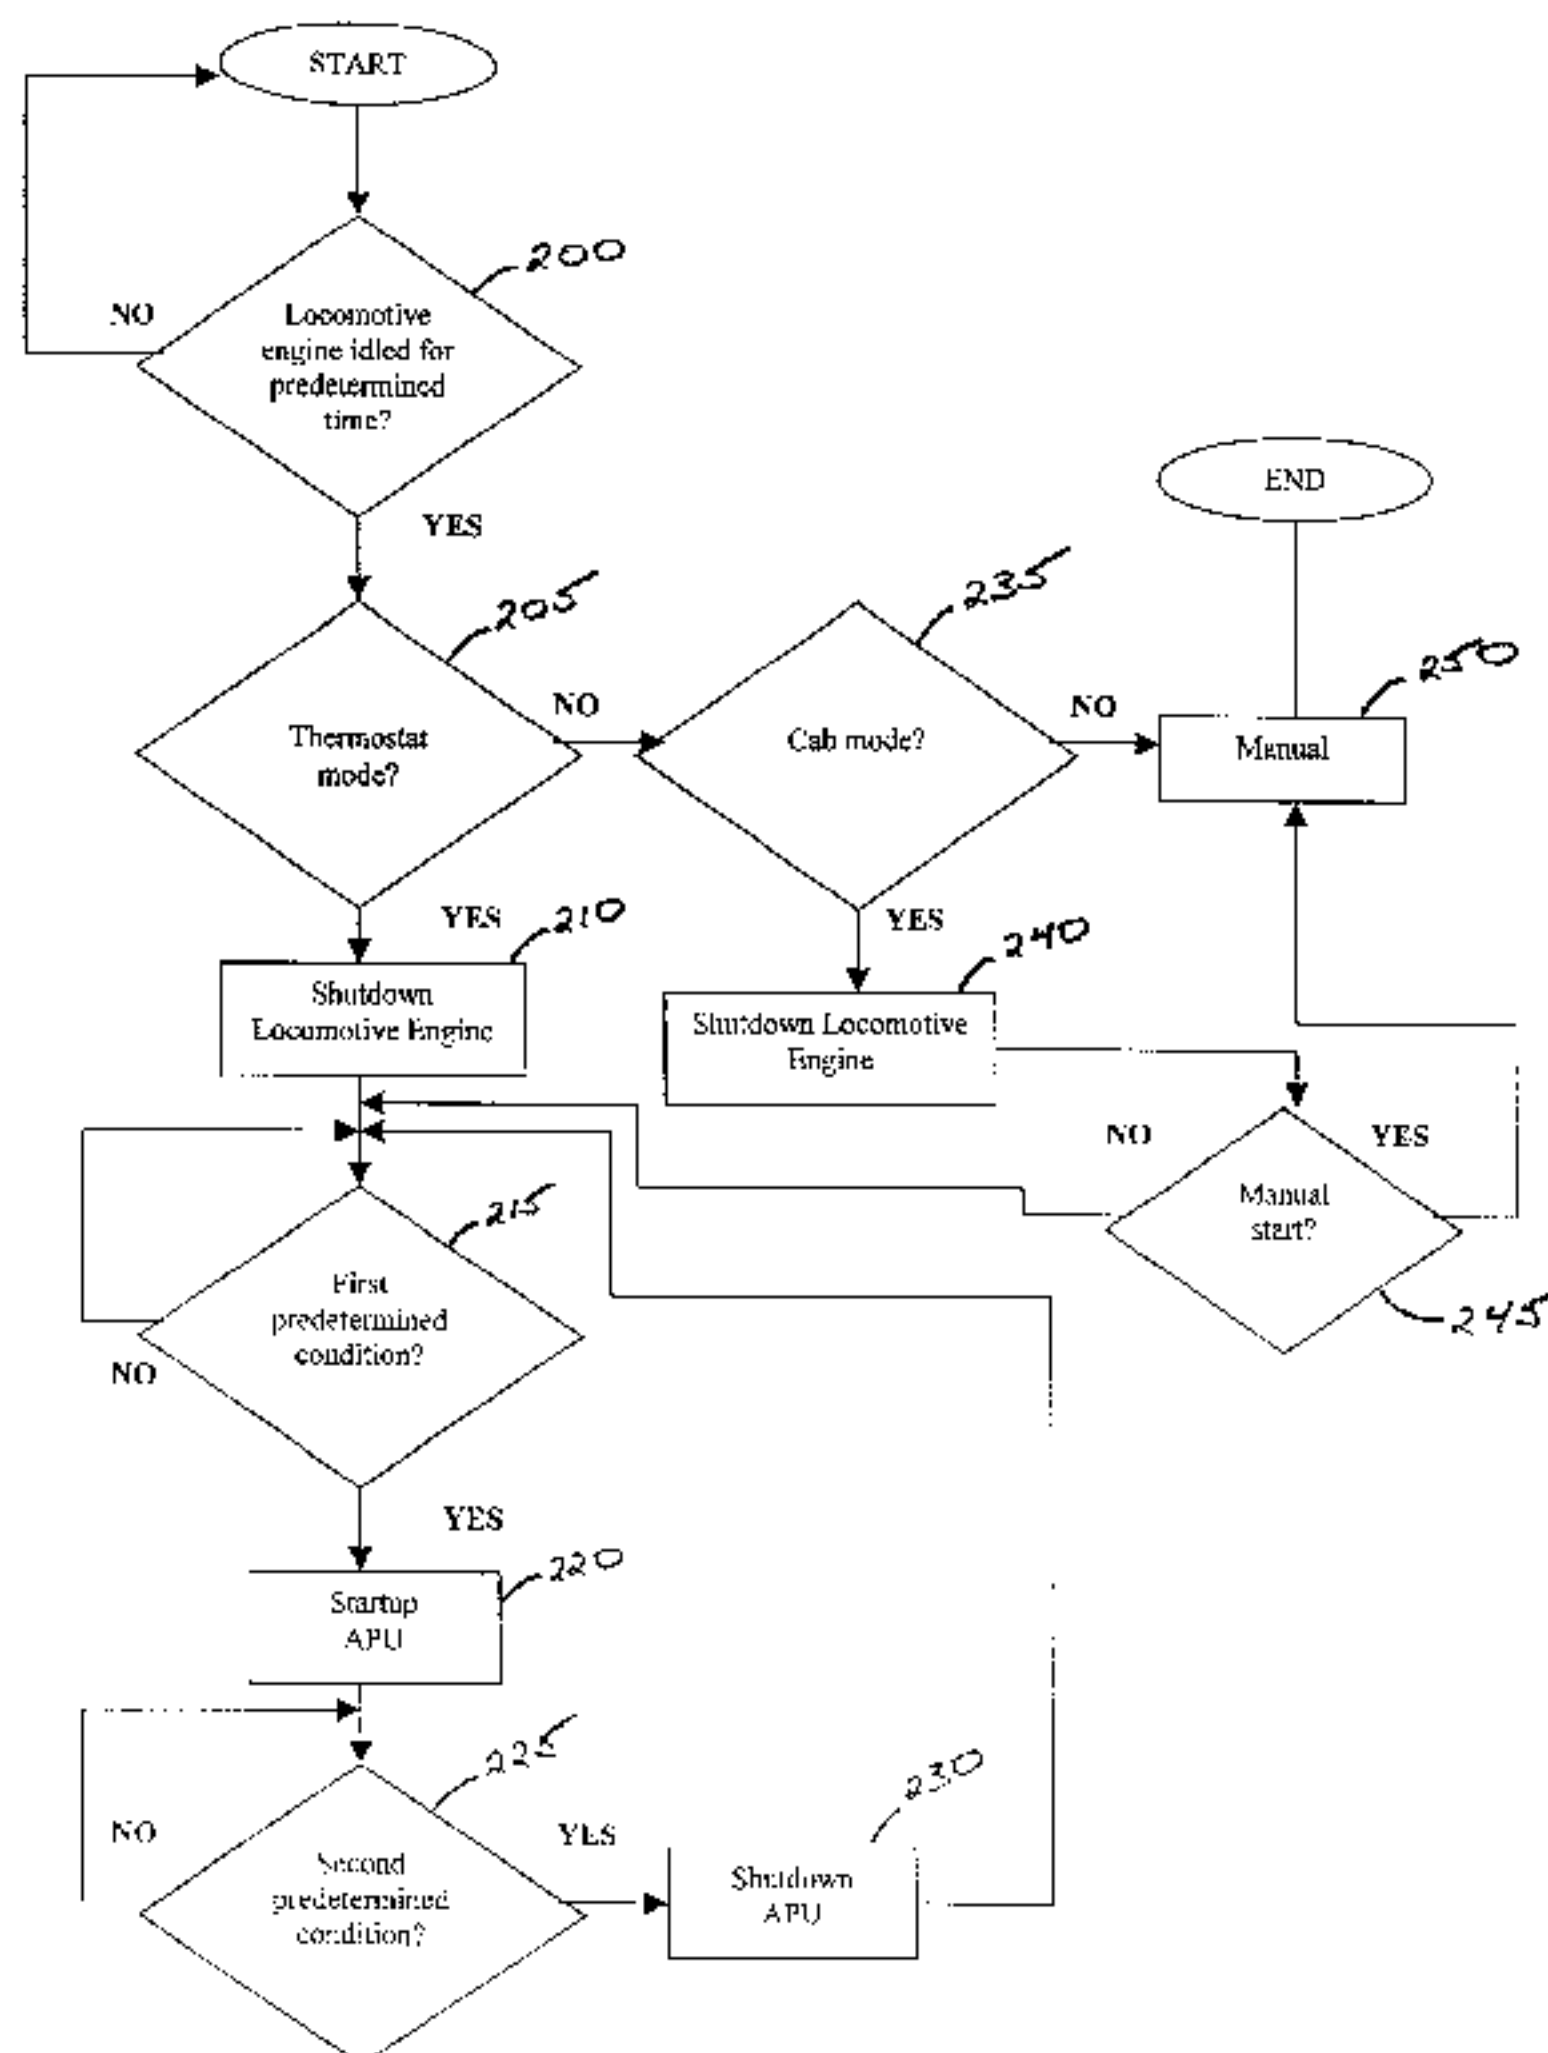 START
200
NO
Locomotive
engine idled for
predetermined
time?
YES
END
205
235
250
Thermostat
mode?
NO
Cab mode?
NO
Manual
YES
210
YES
240
Shutdown
Locomotive Engine
Shutdown Locomotive
Engine
NO
YES
Manual
start?
245
215
First
predetermined
condition?
NO
YES
220
Startup
APU
225
230
NO
Second
predetermined
condition?
YES
Shutdown
APU